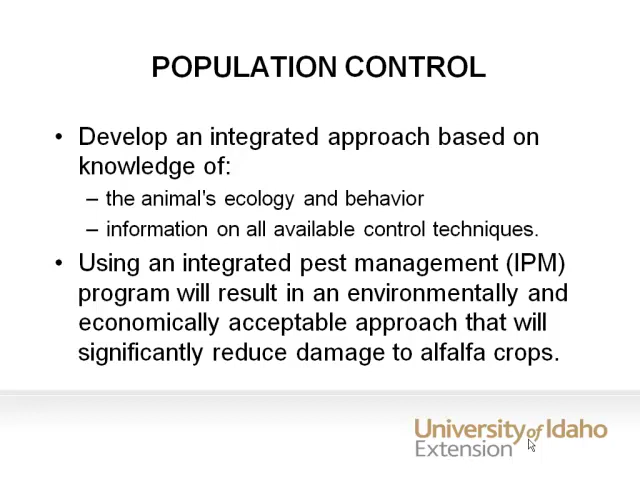 POPULATION CONTROL
• Develop an integrated approach based on
knowledge of:
– the animal's ecology and behavior
– information on all available control techniques.
• Using an integrated pest management (IPM)
program will result in an environmentally and
economically acceptable approach that will
significantly reduce damage to alfalfa crops.
University of Idaho
Extension